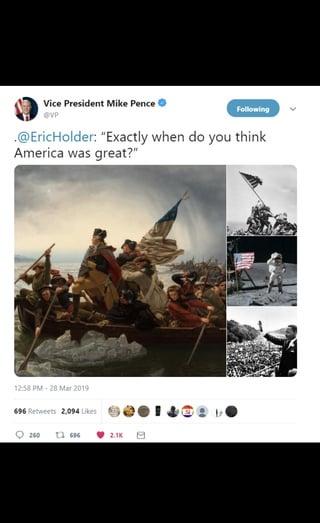 Vice President Mike Pence
@VP
Following
.@EricHolder: “Exactly when do you think
America was great?”
12:58 PM - 28 Mar 2019
696 Retweets 2,094 Likes
260 696 2.1K